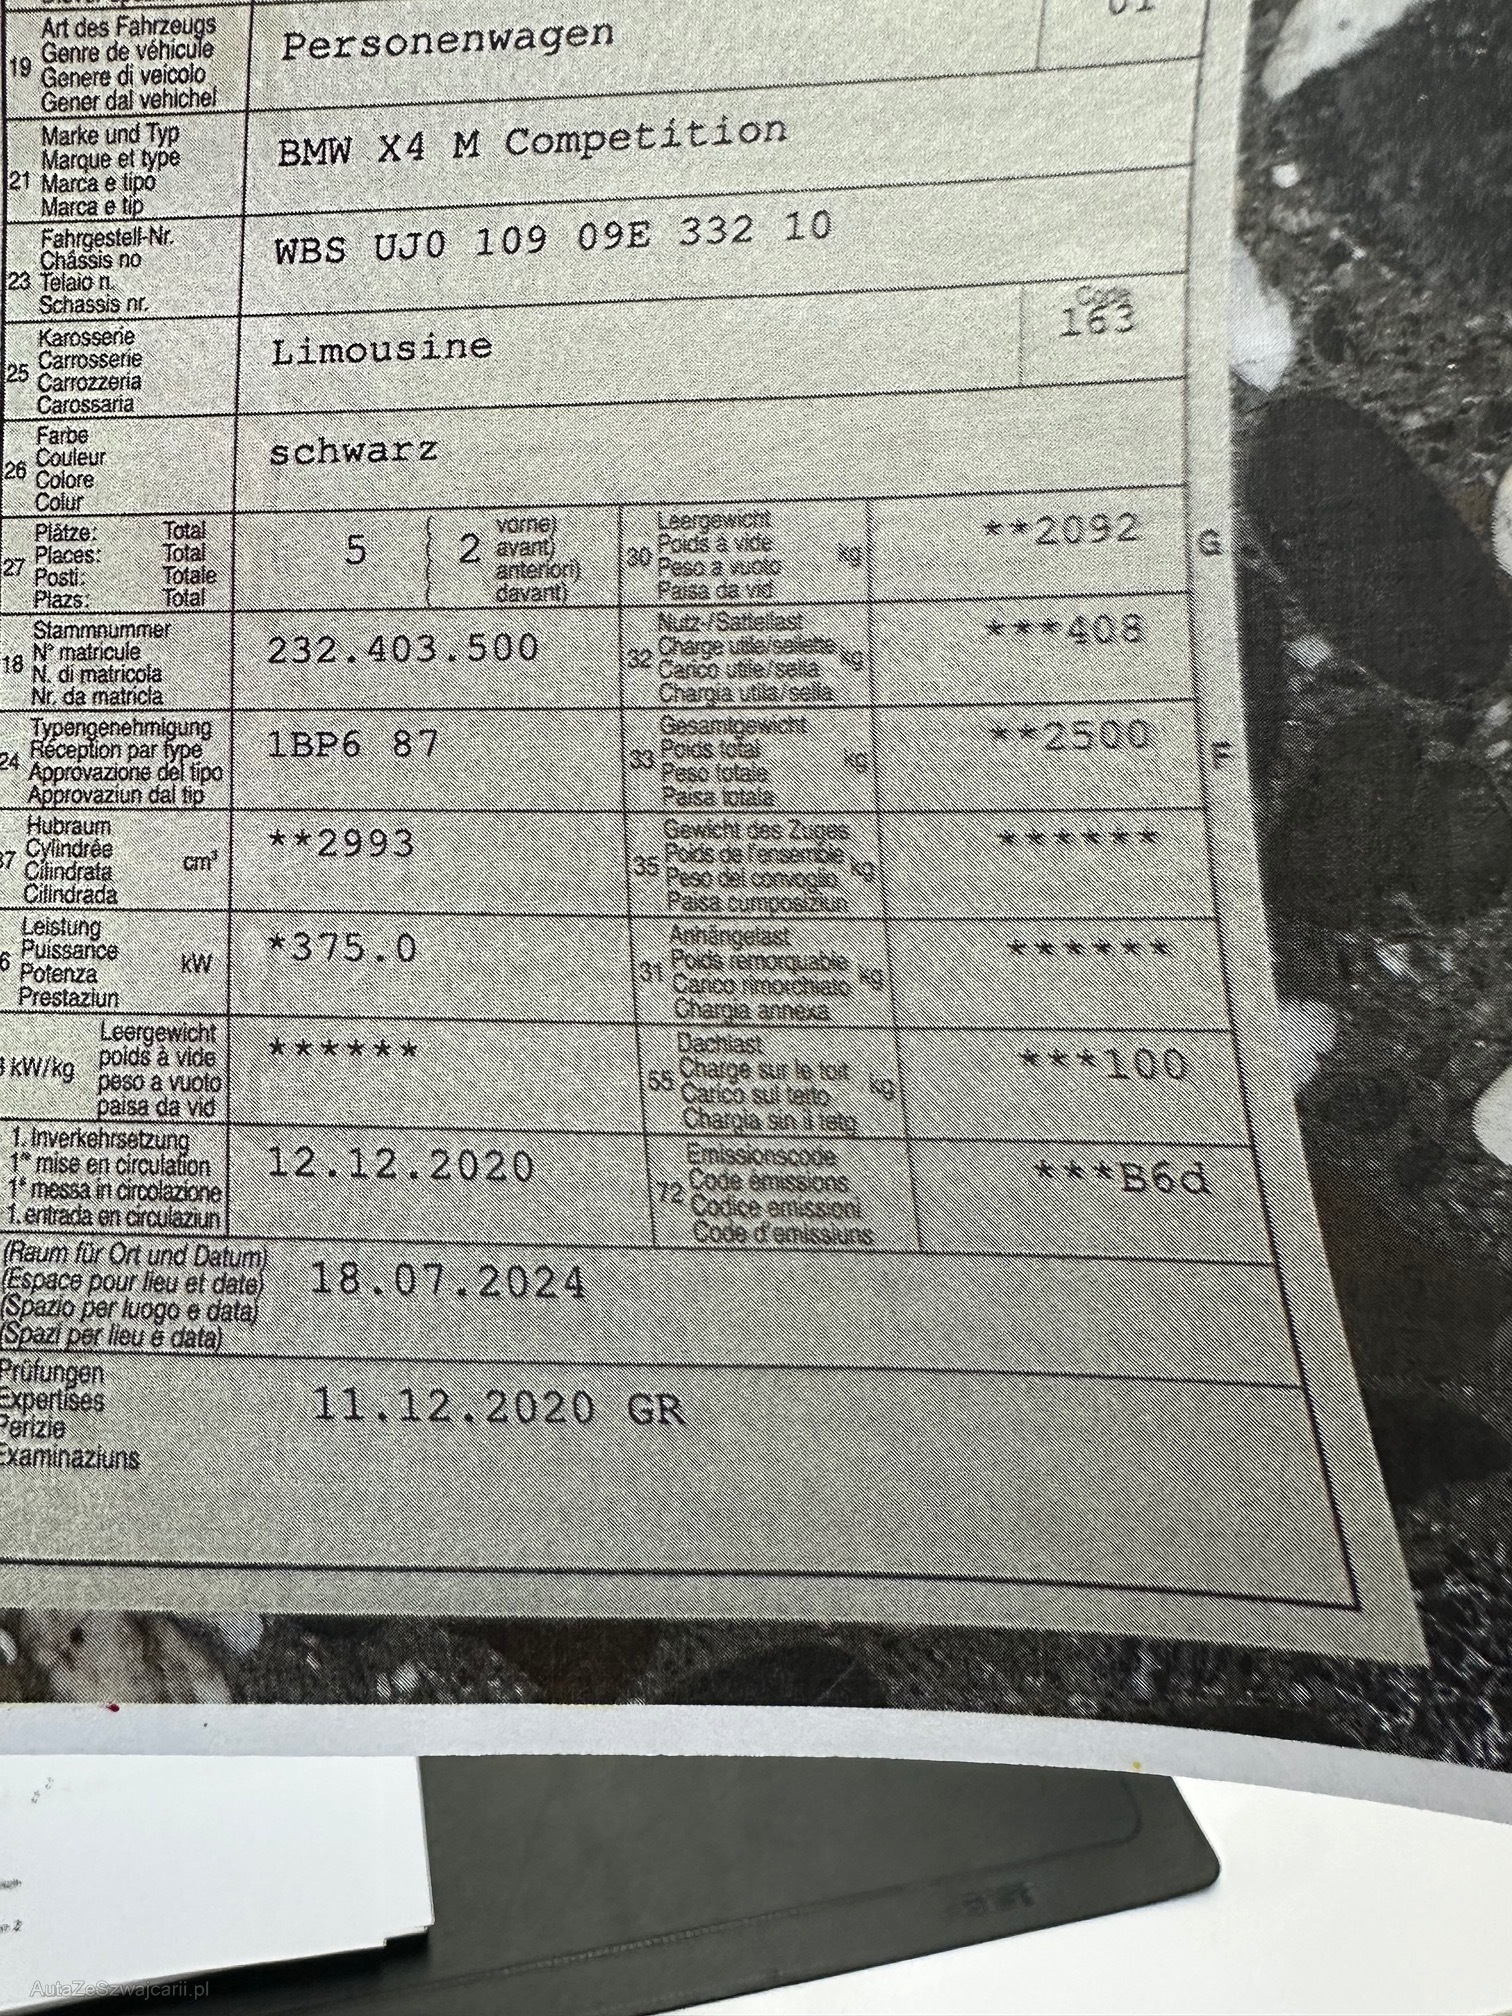 Art des Fahrzeugs
Genre de véhicule
19 Genere di veicolo
Gener dal vehichel
Personenwagen
01
Marke und Typ
Marque et type
21 Marca e tipo
Marca e tip
BMW X4 M Competition
Fahrgestell-Nr.
Châssis no
23 Telaio n.
Schassis nr.
WBS UJ0 109 09E 332 10
Karosserie
Carrosserie
25 Carrozzeria
Carossaria
Limousine
Code
163
Farbe
Couleur
26 Colore
Colur
schwarz
Plätze: Total
Places: Total
27 Posti: Totale
Plazs: Total
5 2
vorne)
avant)
anteriori)
davant)
Leergewicht
30 Poids à vide kg
Peso a vuoto
Paisa da vid
**2092
G
Stammnummer
18 N° matricule
N. di matricola
Nr. da matricla
232.403.500
Nutz-/Sattellast
32 Charge utile/sellette kg
Carico utile/sella
Chargia utila/sella
***408
Typengenehmigung
24 Réception par type
Approvazione del tipo
Approvaziun dal tip
1BP6 87
Gesamtgewicht
33 Poids total kg
Peso totale
Paisa totala
**2500
F
Hubraum
37 Cylindrée cm³
Cilindrata
Cilindrada
**2993
Gewicht des Zuges
35 Poids de l'ensemble kg
Peso del convoglio
Paisa cumposiziun
******
Leistung
6 Puissance kW
Potenza
Prestaziun
*375.0
Anhängelast
31 Poids remorquable kg
Carico rimorchiato
Chargia annexa
******
Leergewicht
kW/kg poids à vide
peso a vuoto
paisa da vid
******
Dachlast
55 Charge sur le toit kg
Carico sul tetto
Chargia sin il tetg
***100
1. Inverkehrsetzung
1re mise en circulation
1a messa in circolazione
1. entrada en circulaziun
12.12.2020
Emissionscode
72 Code émissions
Codice emissioni
Code d'emissiuns
***B6d
(Raum für Ort und Datum)
(Espace pour lieu et date)
(Spazio per luogo e data)
(Spazi per lieu e data)
18.07.2024
Prüfungen
Expertises
Perizie
Examinaziuns
11.12.2020 GR
AutaZeSzwajcarii.pl